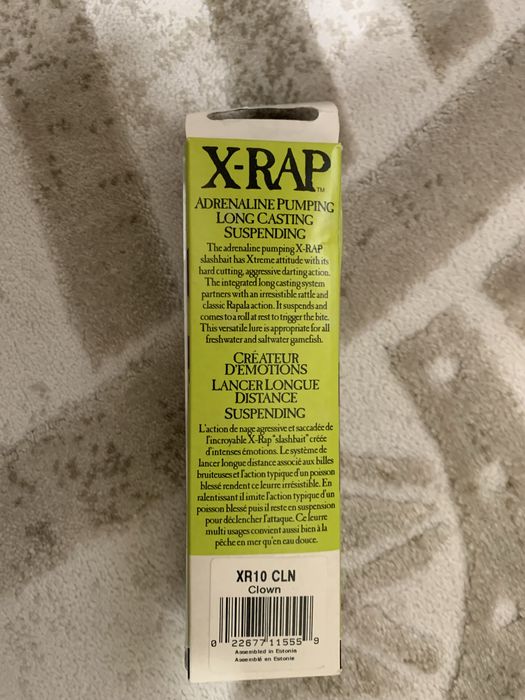 X-RAP™
ADRENALINE PUMPING
LONG CASTING
SUSPENDING
The adrenaline pumping X-RAP
slashbait has Xtreme attitude with its
hard cutting, aggressive darting action.
The integrated long casting system
partners with an irresistible rattle and
classic Rapala action. It suspends and
comes to a roll at rest to trigger the bite.
This versatile lure is appropriate for all
freshwater and saltwater gamefish.
CRÉATEUR
D'EMOTIONS
LANCER LONGUE
DISTANCE
SUSPENDING
L'action de nage agressive et saccadée de
l'incroyable X-Rap "slashbait" créée
d'intenses émotions. Le système de
lancer longue distance associé aux billes
bruiteuses et l'action typique d'un poisson
blessé rendent ce leurre irrésistible. En
ralentissant il imite l'action typique d'un
poisson blessé puis il reste en suspension
pour déclencher l'attaque. Ce leurre
multi usages convient aussi bien à la
pêche en mer qu'en eau douce.
XR10 CLN
Clown
0 22677 11555 9
Assembled in Estonia
Assemblé en Estonie